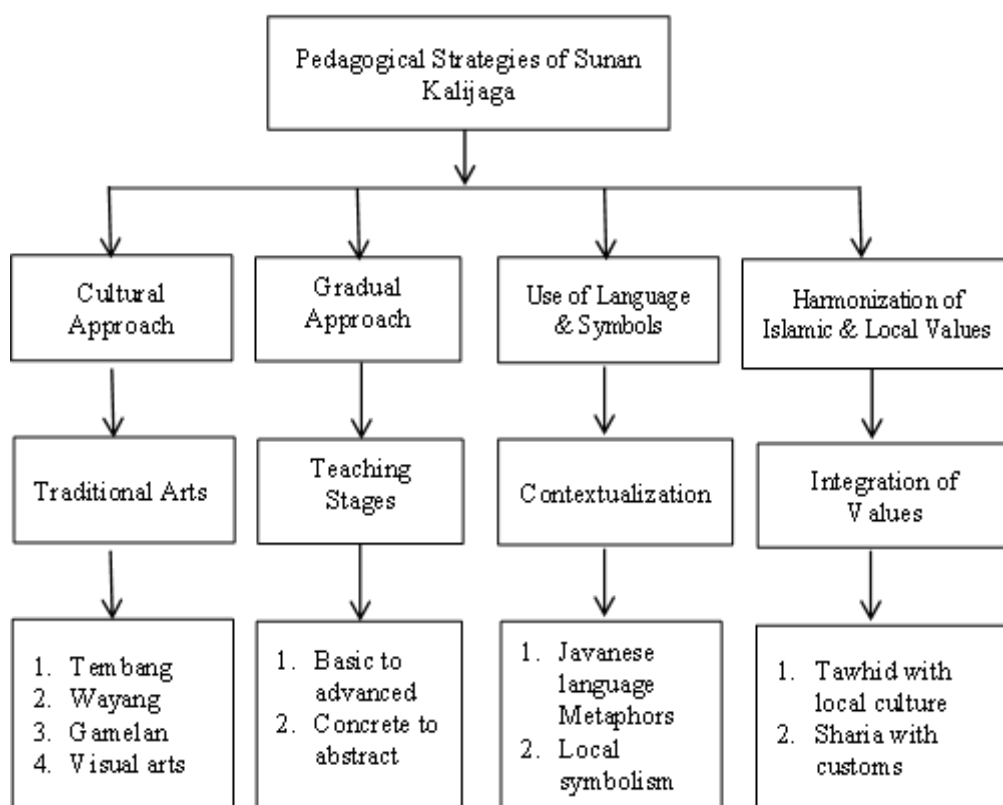 Pedagogical Strategies of Sunan
Kalijaga
Cultural
Approach
Gradual
Approach
Use of Language
& Symbols
Harmonization of
Islamic & Local Values
Traditional Arts
Teaching
Stages
Contextualization
Integration of
Values
1. Tembang
2. Wayang
3. Gamelan
4. Visual arts
1. Basic to
advanced
2. Concrete to
abstract
1. Javanese
language
Metaphors
2. Local
symbolism
1. Tawhid with
local culture
2. Sharia with
customs